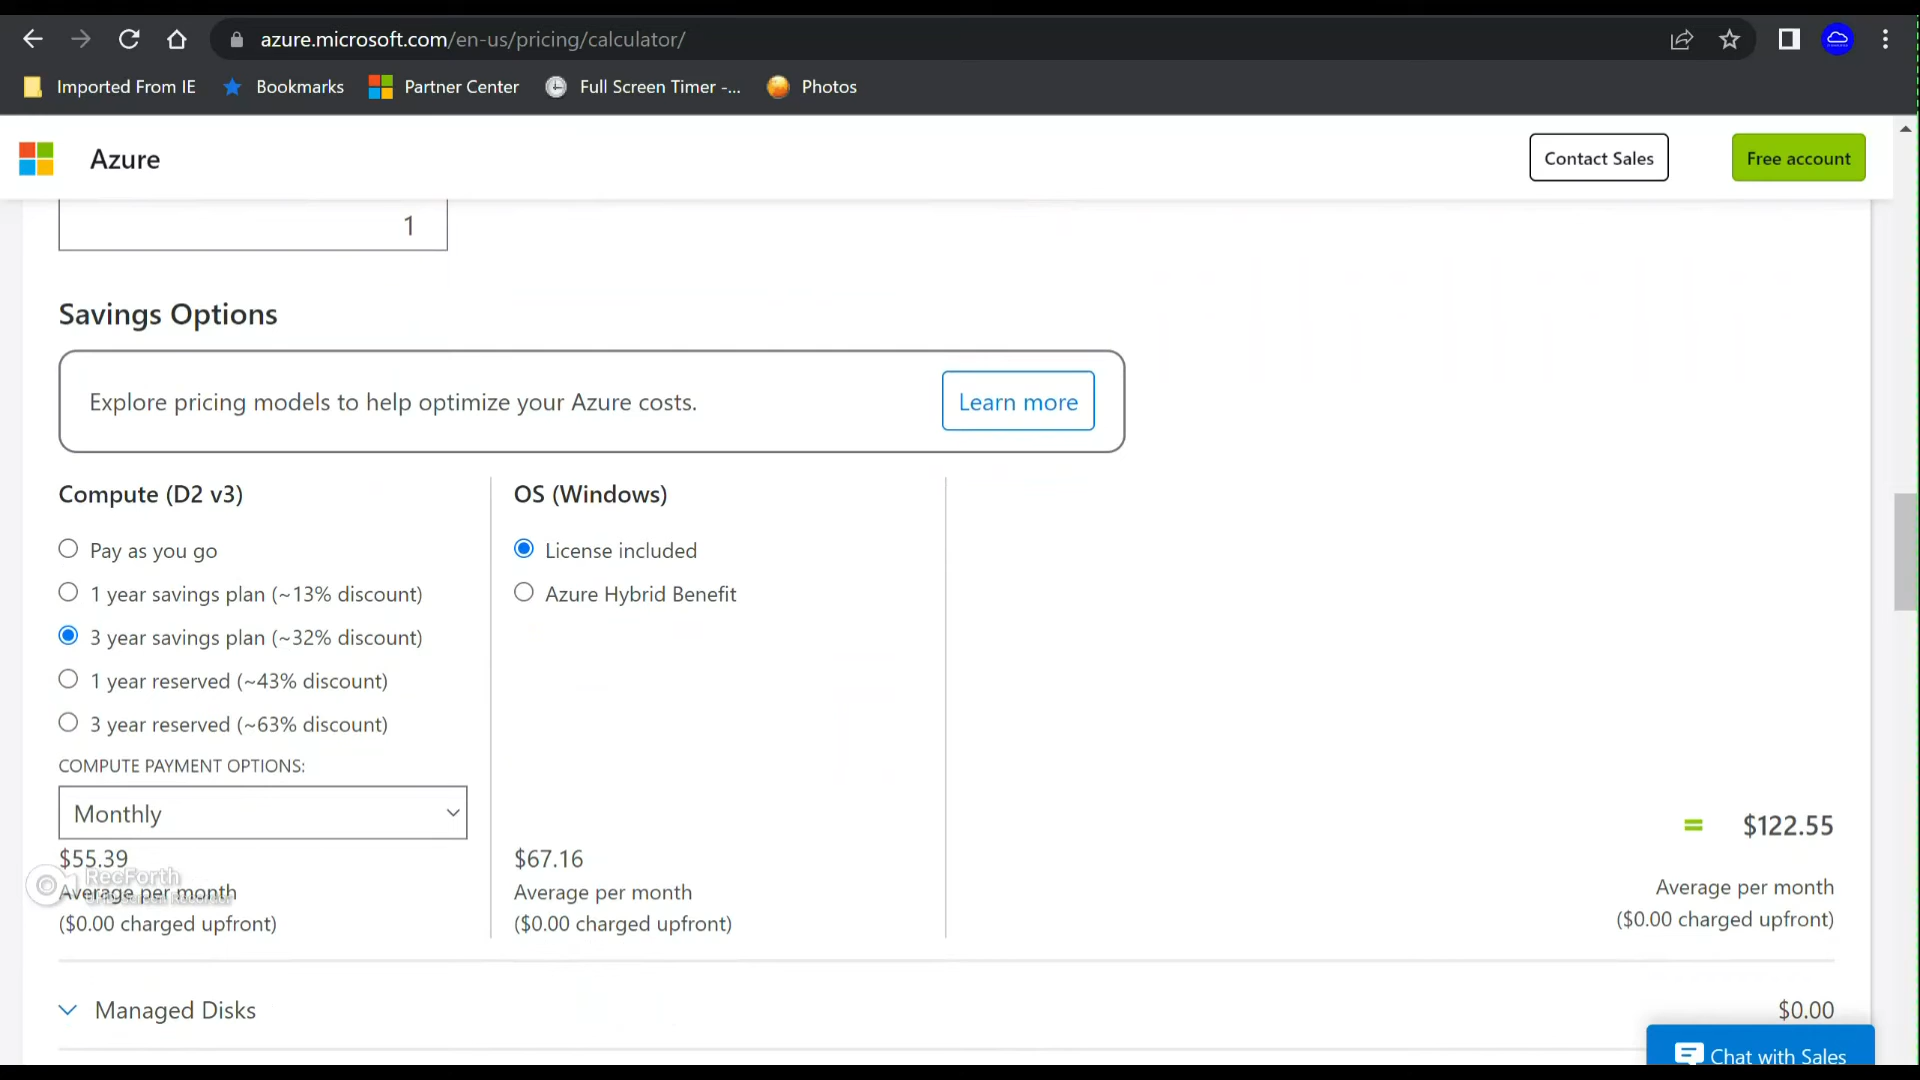 azure.microsoft.com/en-us/pricing/calculator/
Imported From IE Bookmarks Partner Center Full Screen Timer -... Photos
Azure Contact Sales Free account
1
Savings Options
Explore pricing models to help optimize your Azure costs. Learn more
Compute (D2 v3)
Pay as you go
1 year savings plan (~13% discount)
3 year savings plan (~32% discount)
1 year reserved (~43% discount)
3 year reserved (~63% discount)
COMPUTE PAYMENT OPTIONS:
Monthly
$55.39
RecForth
Average per month
($0.00 charged upfront)
OS (Windows)
License included
Azure Hybrid Benefit
$67.16
Average per month
($0.00 charged upfront)
= $122.55
Average per month
($0.00 charged upfront)
Managed Disks $0.00
Chat with Sales